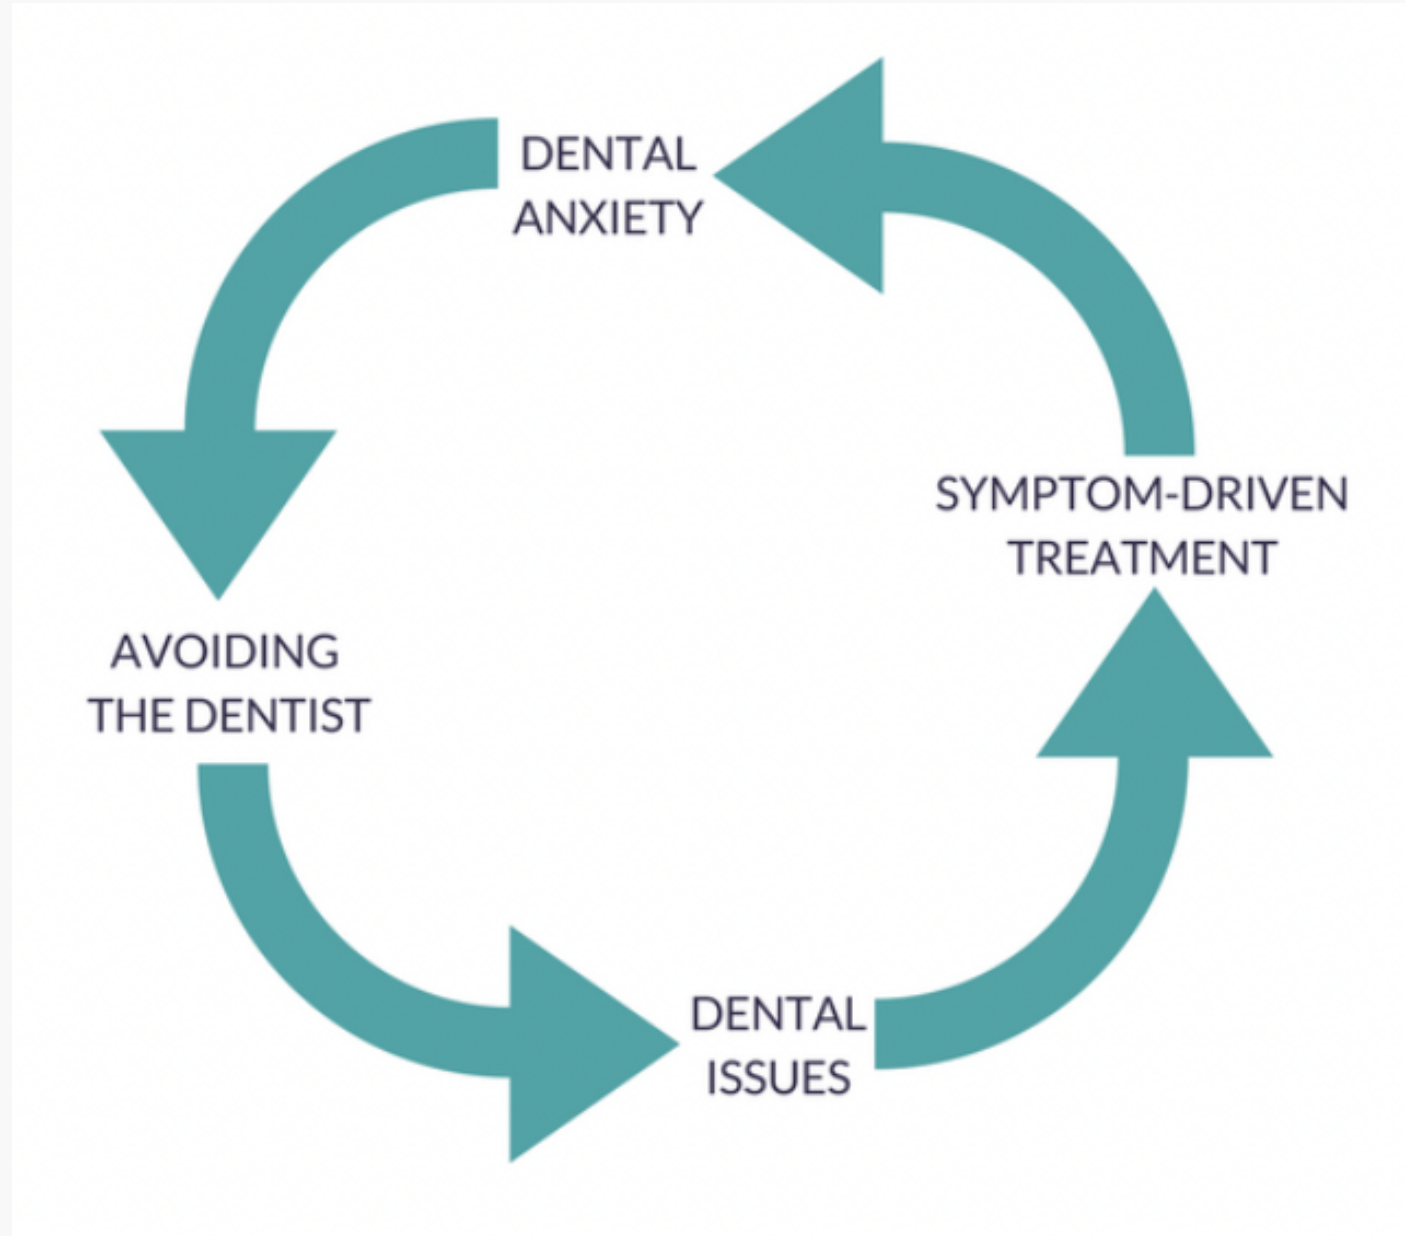 DENTAL
ANXIETY
SYMPTOM-DRIVEN
TREATMENT
AVOIDING
THE DENTIST
DENTAL
ISSUES